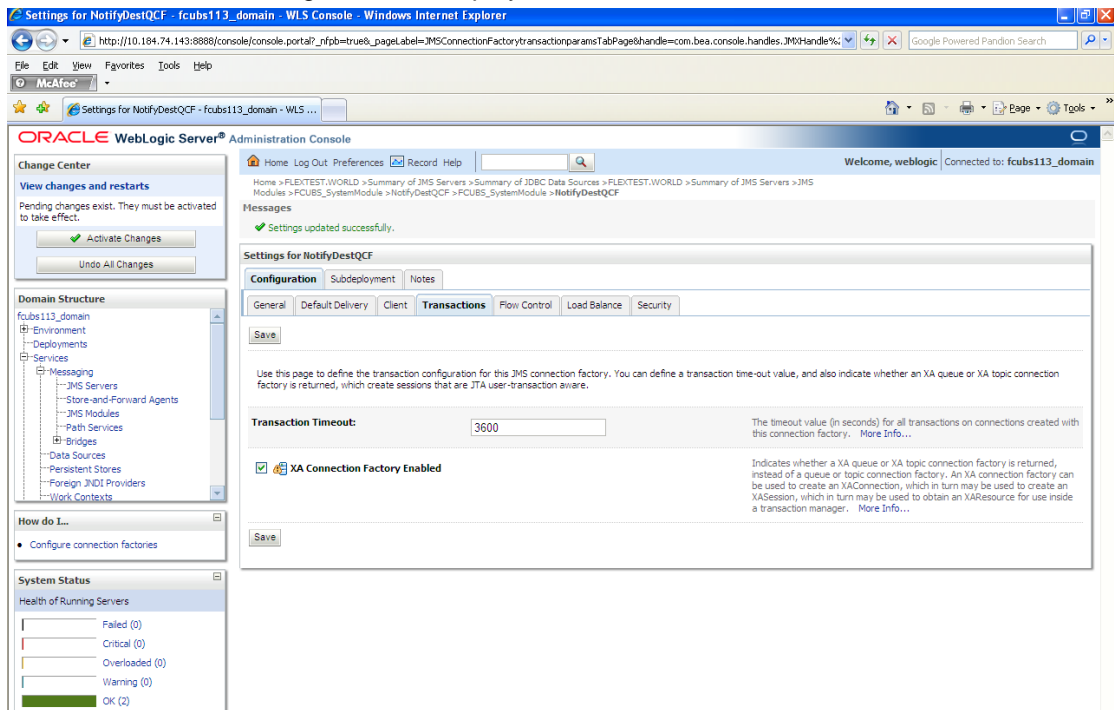 Settings for NotifyDestQCF - fcubs113_domain - WLS Console - Windows Internet Explorer
http://10.184.74.143:8888/console/console.portal?_nfpb=true&_pageLabel=JMSConnectionFactorytransactionparamsTabPage&handle=com.bea.console.handles.JMXHandle%
Google Powered Pandion Search
File Edit View Favorites Tools Help
McAfee
Settings for NotifyDestQCF - fcubs113_domain - WLS ...
Page Tools
ORACLE WebLogic Server® Administration Console
Change Center
View changes and restarts
Pending changes exist. They must be activated
to take effect.
Activate Changes
Undo All Changes
Domain Structure
fcubs113_domain
Environment
Deployments
Services
Messaging
JMS Servers
Store-and-Forward Agents
JMS Modules
Path Services
Bridges
Data Sources
Persistent Stores
Foreign JNDI Providers
Work Contexts
How do I...
Configure connection factories
System Status
Health of Running Servers
Failed (0)
Critical (0)
Overloaded (0)
Warning (0)
OK (2)
Home Log Out Preferences Record Help
Welcome, weblogic Connected to: fcubs113_domain
Home >FLEXTEST.WORLD >Summary of JMS Servers >Summary of JDBC Data Sources >FLEXTEST.WORLD >Summary of JMS Servers >JMS
Modules >FCUBS_SystemModule >NotifyDestQCF >FCUBS_SystemModule >NotifyDestQCF
Messages
Settings updated successfully.
Settings for NotifyDestQCF
Configuration Subdeployment Notes
General Default Delivery Client Transactions Flow Control Load Balance Security
Save
Use this page to define the transaction configuration for this JMS connection factory. You can define a transaction time-out value, and also indicate whether an XA queue or XA topic connection
factory is returned, which create sessions that are JTA user-transaction aware.
Transaction Timeout:
3600
The timeout value (in seconds) for all transactions on connections created with
this connection factory. More Info...
XA Connection Factory Enabled
Indicates whether a XA queue or XA topic connection factory is returned,
instead of a queue or topic connection factory. An XA connection factory can
be used to create an XAConnection, which in turn may be used to create an
XASession, which in turn may be used to obtain an XAResource for use inside
a transaction manager. More Info...
Save